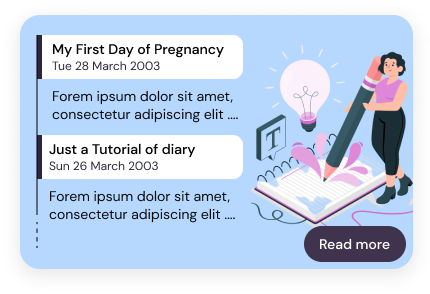 My First Day of Pregnancy
Tue 28 March 2003
Forem ipsum dolor sit amet,
consectetur adipiscing elit ....
Just a Tutorial of diary
Sun 26 March 2003
Forem ipsum dolor sit amet,
consectetur adipiscing elit ....
T
Read more